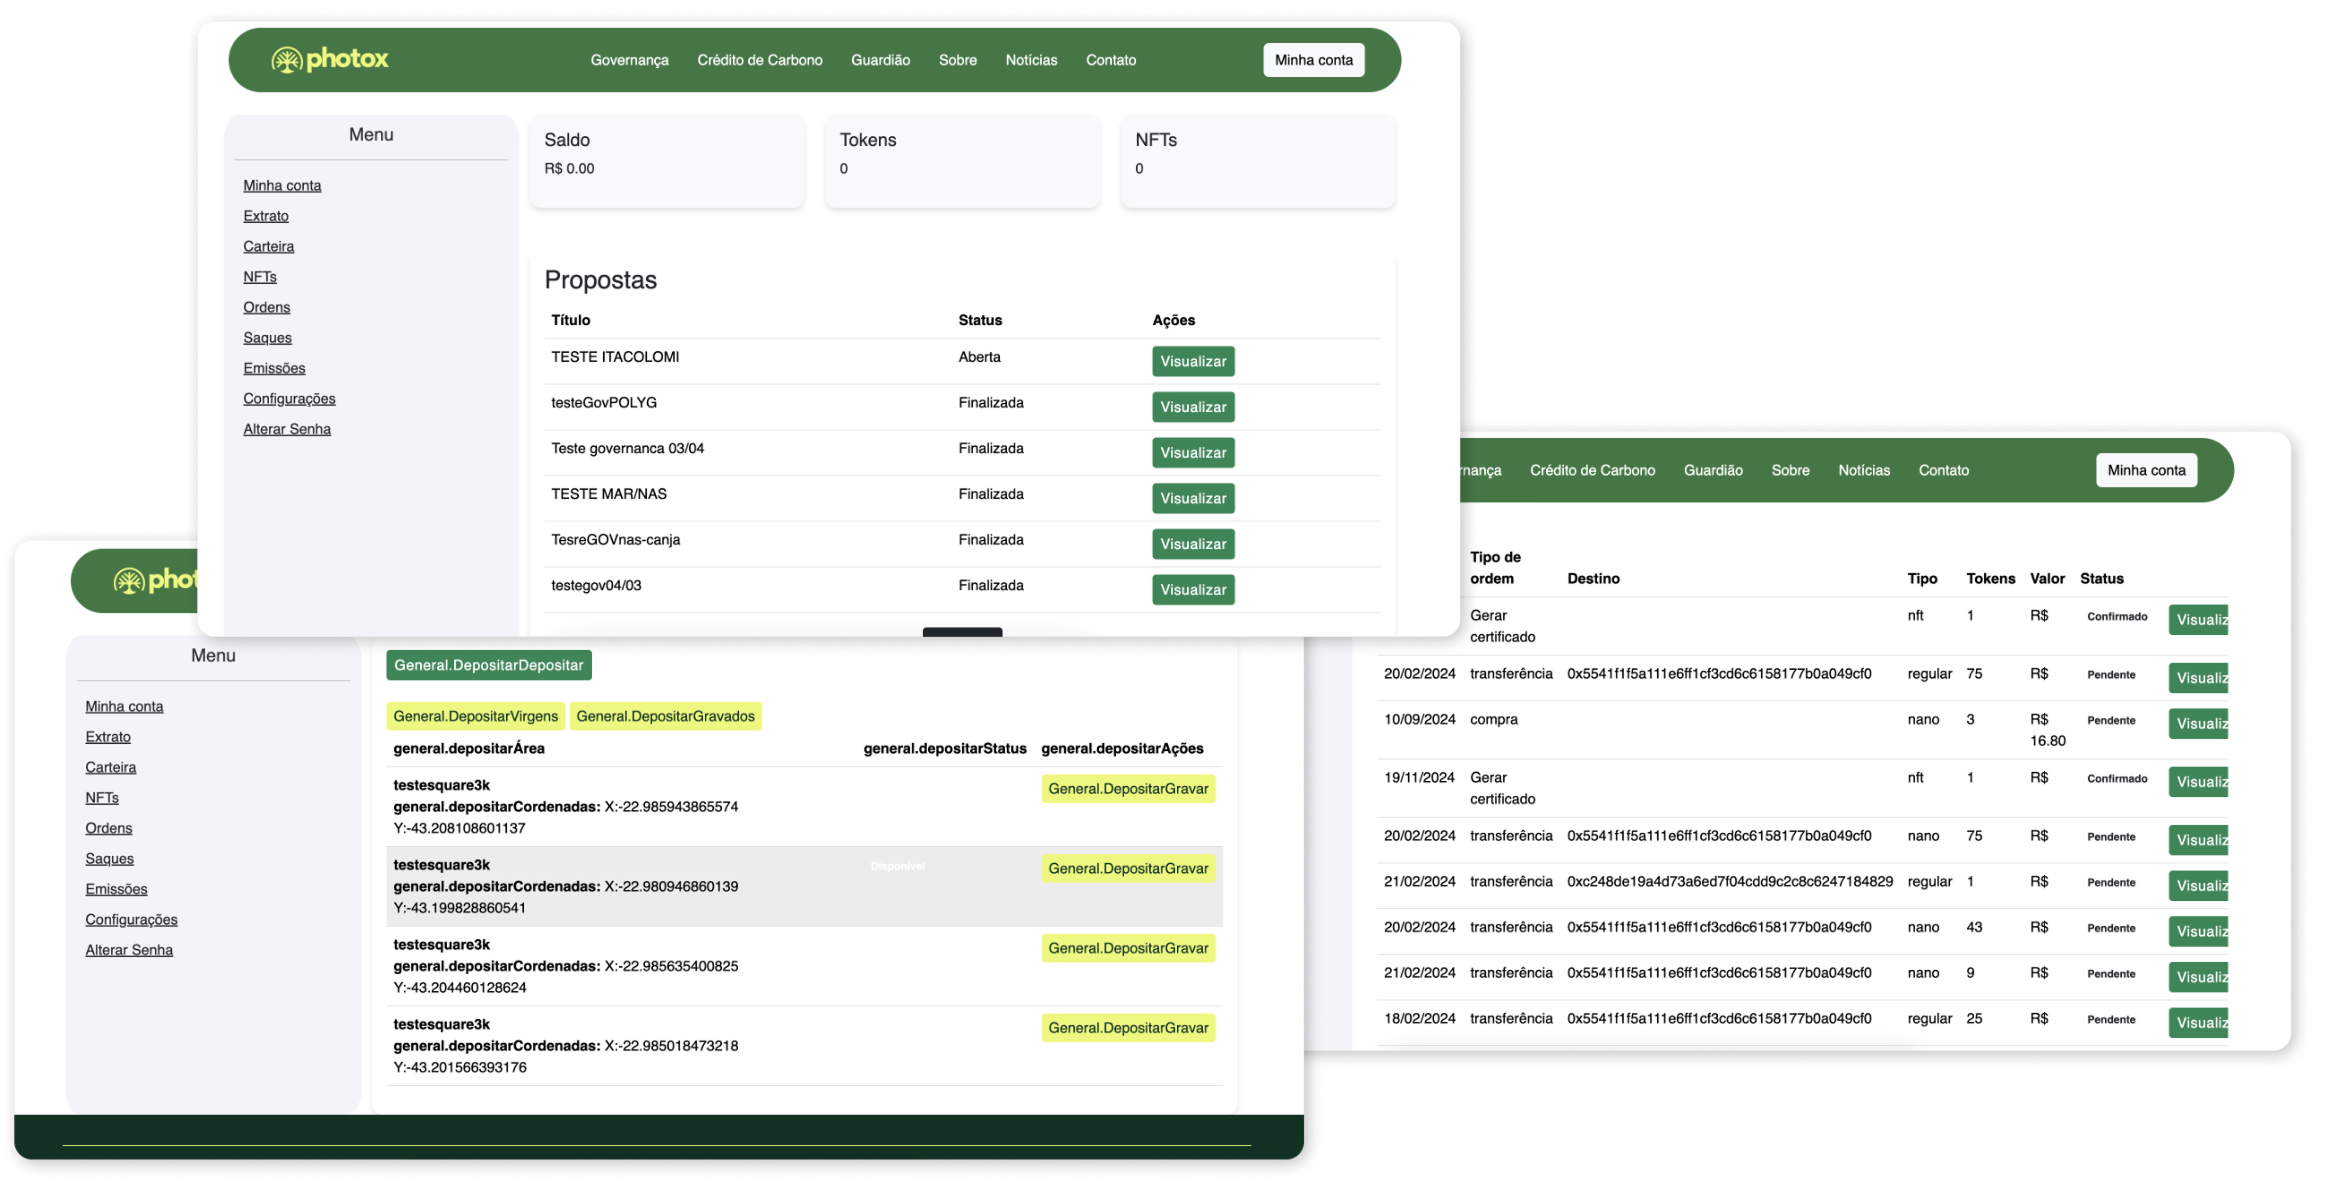 photox
Governança Crédito de Carbono Guardião Sobre Notícias Contato Minha conta
Menu
Minha conta
Extrato
Carteira
NFTs
Ordens
Saques
Emissões
Configurações
Alterar Senha
Saldo
R$ 0.00
Tokens
0
NFTs
0
Propostas
Título Status Ações
TESTE ITACOLOMI Aberta Visualizar
testeGovPOLYG Finalizada Visualizar
Teste governanca 03/04 Finalizada Visualizar
TESTE MAR/NAS Finalizada Visualizar
TesreGOVnas-canja Finalizada Visualizar
testegov04/03 Finalizada Visualizar
rnança Crédito de Carbono Guardião Sobre Notícias Contato Minha conta
Tipo de
ordem Destino Tipo Tokens Valor Status
Gerar nft 1 R$ Confirmado Visualiz
certificado
20/02/2024 transferência 0x5541f1f5a111e6ff1cf3cd6c6158177b0a049cf0 regular 75 R$ Pendente Visualiz
10/09/2024 compra nano 3 R$ Pendente Visualiz
16.80
19/11/2024 Gerar nft 1 R$ Confirmado Visualiz
certificado
20/02/2024 transferência 0x5541f1f5a111e6ff1cf3cd6c6158177b0a049cf0 nano 75 R$ Pendente Visualiz
21/02/2024 transferência 0xc248de19a4d73a6ed7f04cdd9c2c8c6247184829 regular 1 R$ Pendente Visualiz
20/02/2024 transferência 0x5541f1f5a111e6ff1cf3cd6c6158177b0a049cf0 nano 43 R$ Pendente Visualiz
21/02/2024 transferência 0x5541f1f5a111e6ff1cf3cd6c6158177b0a049cf0 nano 9 R$ Pendente Visualiz
18/02/2024 transferência 0x5541f1f5a111e6ff1cf3cd6c6158177b0a049cf0 regular 25 R$ Pendente Visualiz
phot
Menu
Minha conta
Extrato
Carteira
NFTs
Ordens
Saques
Emissões
Configurações
Alterar Senha
General.DepositarDepositar
General.DepositarVirgens General.DepositarGravados
general.depositarÁrea general.depositarStatus general.depositarAções
testesquare3k General.DepositarGravar
general.depositarCordenadas: X:-22.985943865574
Y:-43.208108601137
testesquare3k Disponível General.DepositarGravar
general.depositarCordenadas: X:-22.980946860139
Y:-43.199828860541
testesquare3k General.DepositarGravar
general.depositarCordenadas: X:-22.985635400825
Y:-43.204460128624
testesquare3k General.DepositarGravar
general.depositarCordenadas: X:-22.985018473218
Y:-43.201566393176